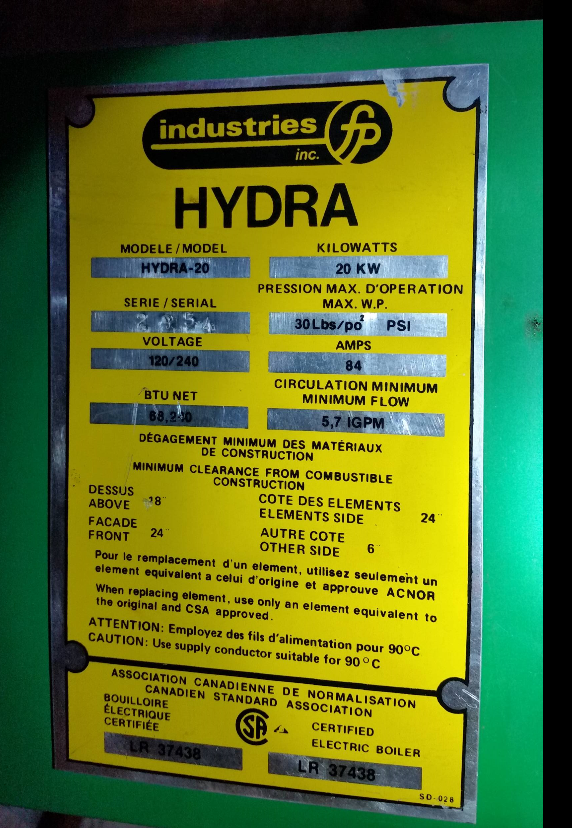 industries fp
inc.
HYDRA
MODELE/MODEL KILOWATTS
HYDRA-20 20 KW
PRESSION MAX. D'OPERATION
SERIE/SERIAL MAX. W.P.
30Lbs/po² PSI
VOLTAGE AMPS
120/240 84
CIRCULATION MINIMUM
BTU NET MINIMUM FLOW
5,7 IGPM
DÉGAGEMENT MINIMUM DES MATÉRIAUX
DE CONSTRUCTION
MINIMUM CLEARANCE FROM COMBUSTIBLE
CONSTRUCTION
DESSUS COTE DES ELEMENTS
ABOVE ELEMENTS SIDE 24"
FACADE AUTRE COTE
FRONT 24" OTHER SIDE 6"
Pour le remplacement d'un element, utilisez seulement un
element equivalent a celui d'origine et approuve ACNOR
When replacing element, use only an element equivalent to
the original and CSA approved.
ATTENTION: Employez des fils d'alimentation pour 90°C
CAUTION: Use supply conductor suitable for 90°C
ASSOCIATION CANADIENNE DE NORMALISATION
CANADIEN STANDARD ASSOCIATION
BOUILLOIRE
ÉLECTRIQUE CSA CERTIFIED
CERTIFIÉE ELECTRIC BOILER
LR 37438 LR 37438
SD-028